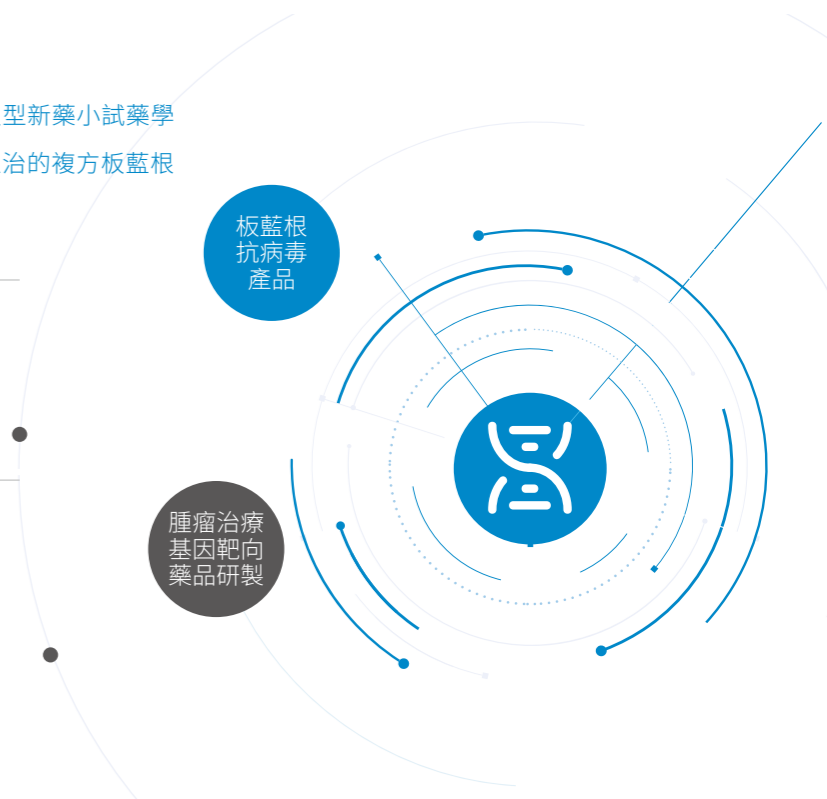 型新藥小試藥學
治的複方板藍根
板藍根
抗病毒
產品
腫瘤治療
基因靶向
藥品研製